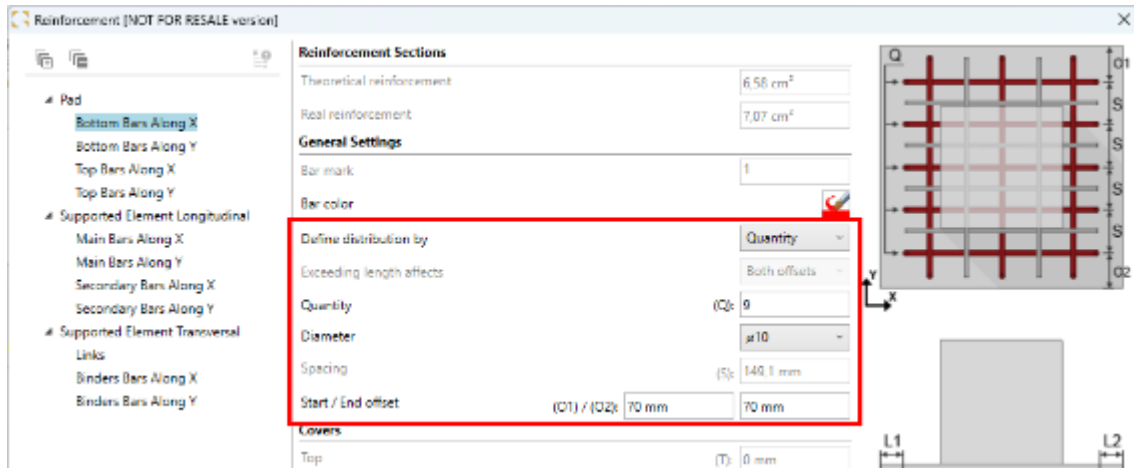 Reinforcement [NOT FOR RESALE version]
Pad
Bottom Bars Along X
Bottom Bars Along Y
Top Bars Along X
Top Bars Along Y
Supported Element Longitudinal
Main Bars Along X
Main Bars Along Y
Secondary Bars Along X
Secondary Bars Along Y
Supported Element Transversal
Links
Binders Bars Along X
Binders Bars Along Y
Reinforcement Sections
Theoretical reinforcement 6,58 cm²
Real reinforcement 7,07 cm²
General Settings
Bar mark 1
Bar color
Define distribution by Quantity
Exceeding length affects Both offsets
Quantity (Q): 9
Diameter ø10
Spacing (S): 149,1 mm
Start / End offset (O1) / (O2): 70 mm 70 mm
Covers
Top (T): 0 mm
Q
O1
S
S
S
S
O2
Y
X
L1
L2